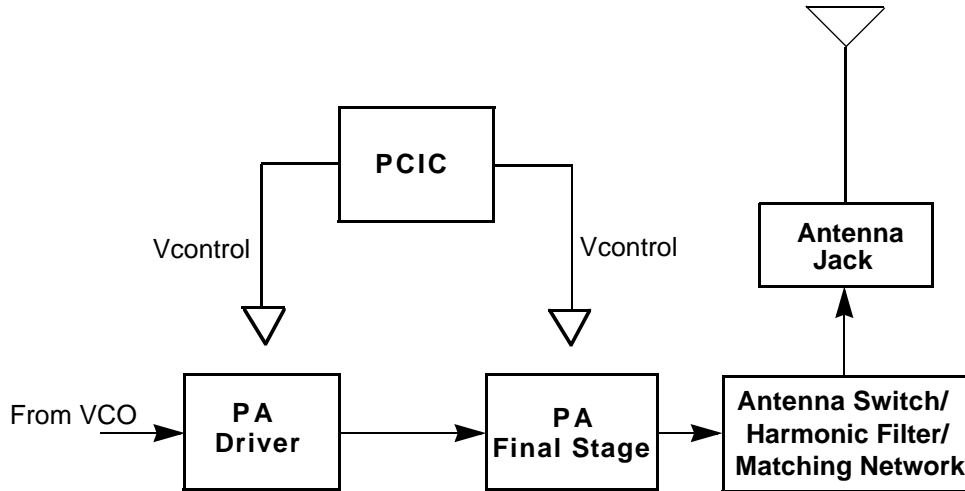 PCIC
Vcontrol
Vcontrol
Antenna
Jack
From VCO
PA
Driver
PA
Final Stage
Antenna Switch/
Harmonic Filter/
Matching Network